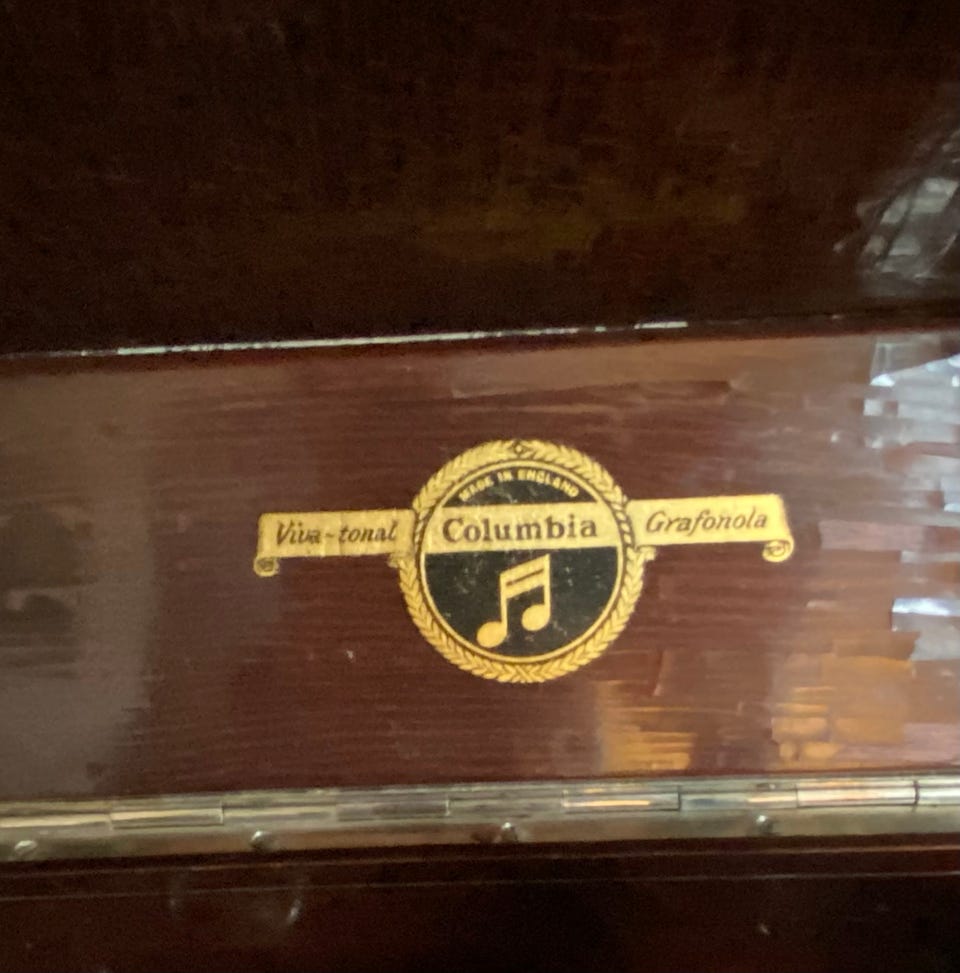 MADE IN ENGLAND
Viva-tonal Columbia Grafonola